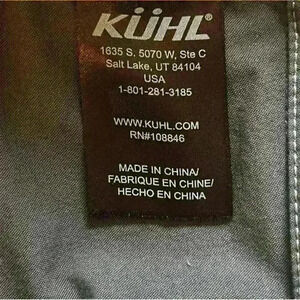 KÜHL
1635 S. 5070 W, Ste C
Salt Lake, UT 84104
USA
1-801-281-3185
WWW.KUHL.COM
RN#108846
MADE IN CHINA/
FABRIQUE EN CHINE/
HECHO EN CHINA